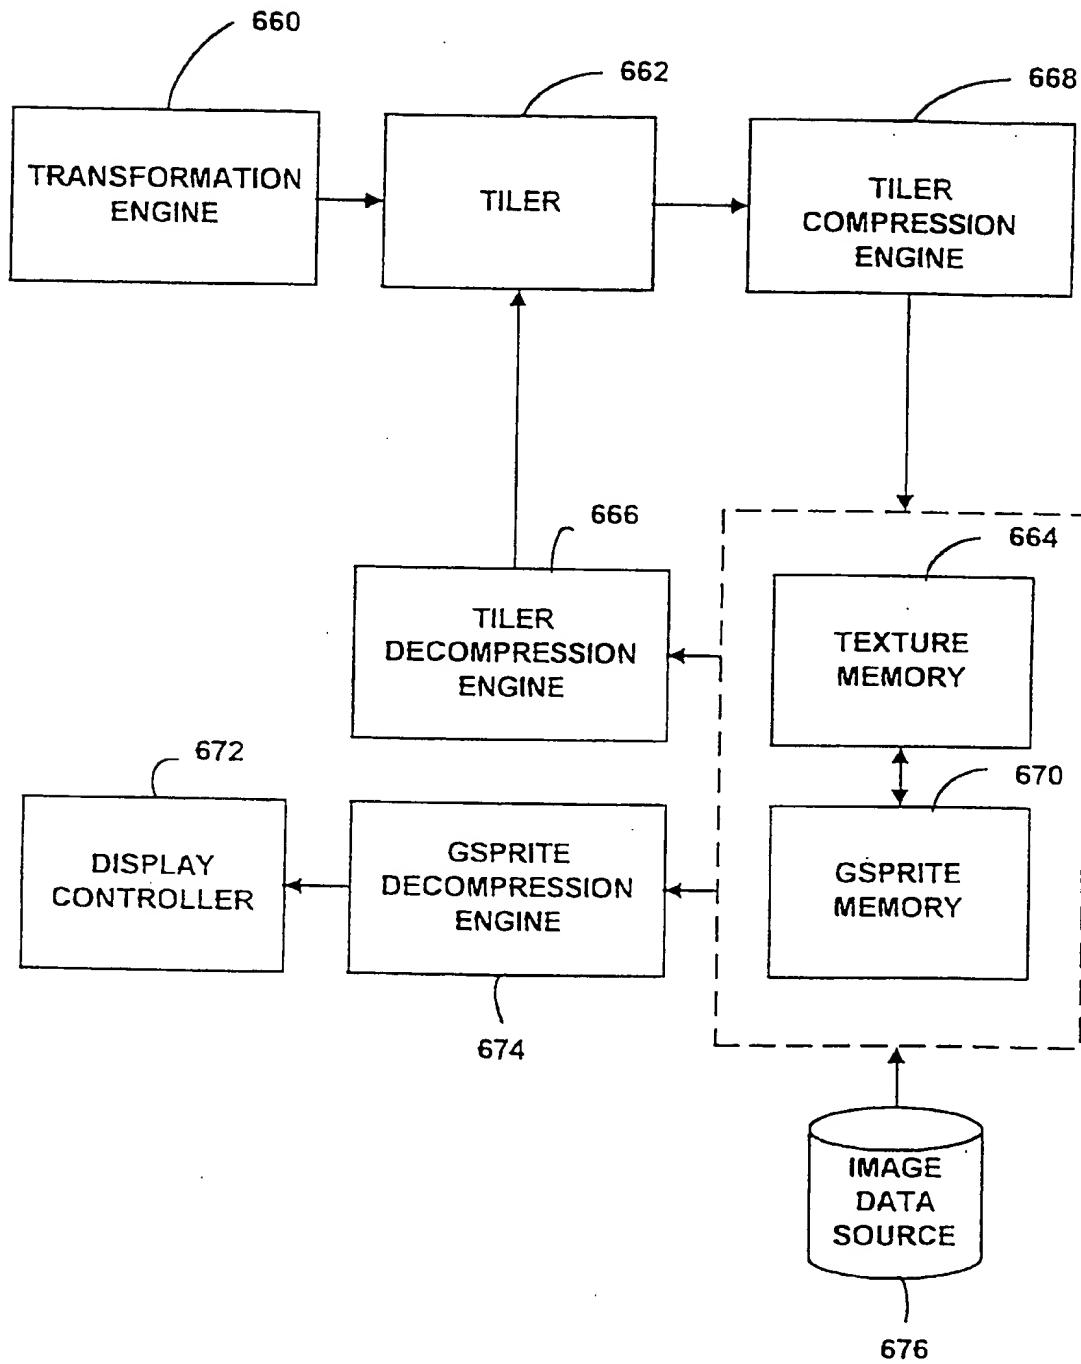 660
662
668
TRANSFORMATION
ENGINE
TILER
TILER
COMPRESSION
ENGINE
666
664
TILER
DECOMPRESSION
ENGINE
TEXTURE
MEMORY
672
670
DISPLAY
CONTROLLER
GSPRITE
DECOMPRESSION
ENGINE
GSPRITE
MEMORY
674
IMAGE
DATA
SOURCE
676